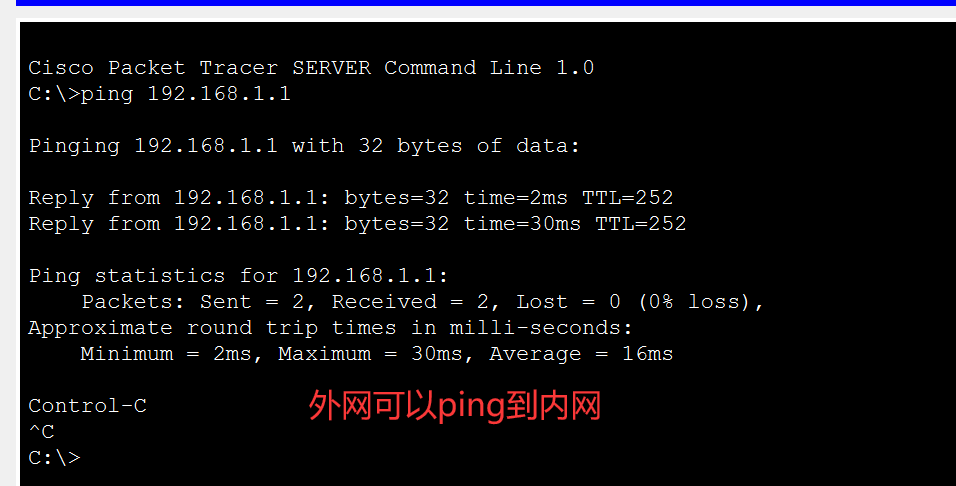 Cisco Packet Tracer SERVER Command Line 1.0
C:\>ping 192.168.1.1
Pinging 192.168.1.1 with 32 bytes of data:
Reply from 192.168.1.1: bytes=32 time=2ms TTL=252
Reply from 192.168.1.1: bytes=32 time=30ms TTL=252
Ping statistics for 192.168.1.1:
    Packets: Sent = 2, Received = 2, Lost = 0 (0% loss),
Approximate round trip times in milli-seconds:
    Minimum = 2ms, Maximum = 30ms, Average = 16ms
Control-C
外网可以ping到内网
^C
C:\>